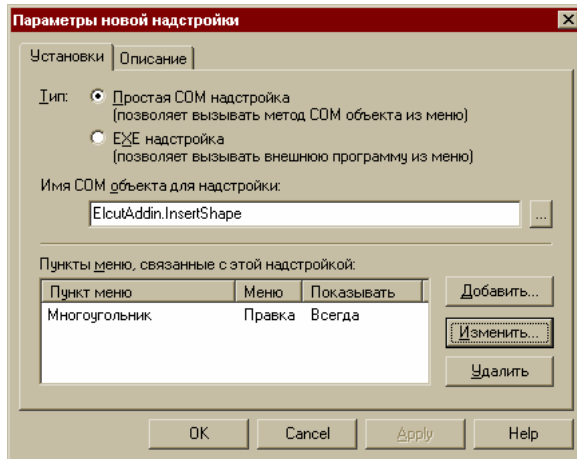 Параметры новой надстройки
Установки Описание
Тип: Простая COM надстройка
(позволяет вызывать метод COM объекта из меню)
EXE надстройка
(позволяет вызывать внешнюю программу из меню)
Имя COM объекта для надстройки:
ElcutAddin.InsertShape ...
Пункты меню, связанные с этой надстройкой:
Пункт меню Меню Показывать Добавить...
Многоугольник Правка Всегда
Изменить...
Удалить
OK Cancel Apply Help